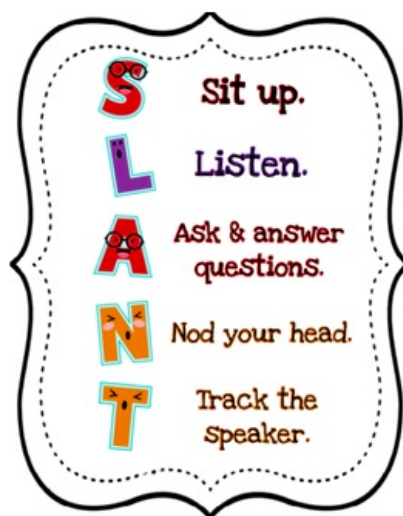 S Sit up.
L Listen.
A Ask & answer
questions.
N Nod your head.
T Track the
speaker.